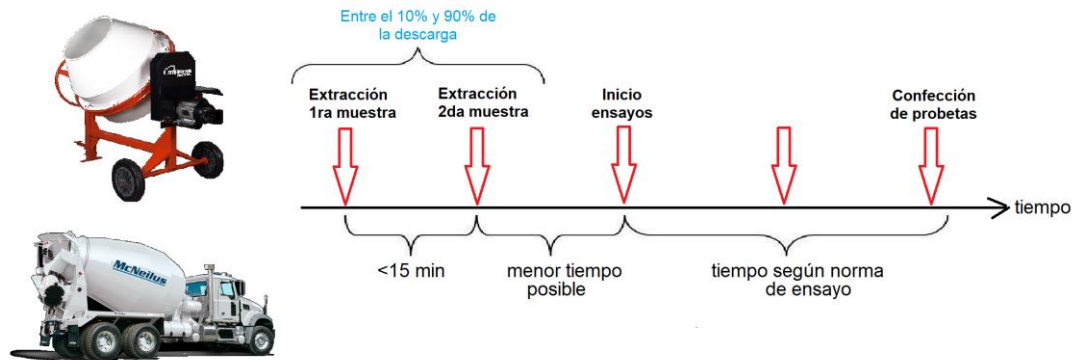 Entre el 10% y 90% de
la descarga
Extracción
1ra muestra
Extracción
2da muestra
Inicio
ensayos
Confección
de probetas
tiempo
<15 min
menor tiempo
posible
tiempo según norma
de ensayo
McNeilus